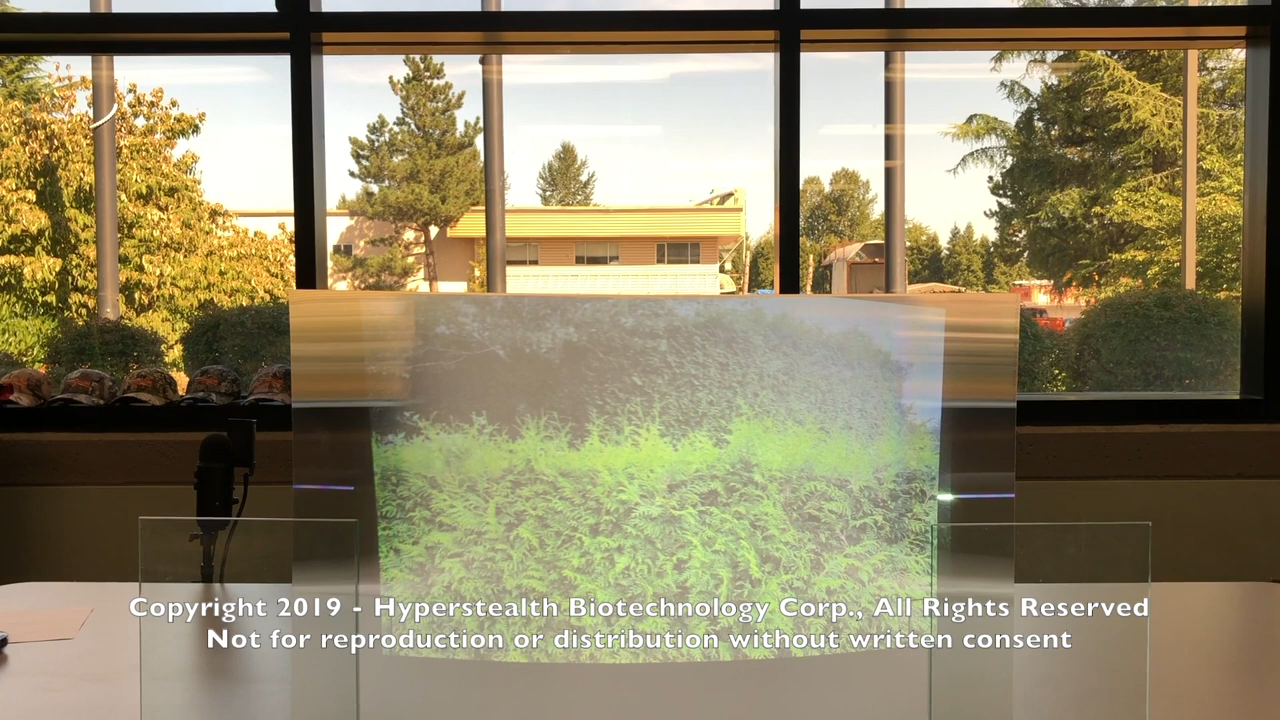 Copyright 2019 - Hyperstealth Biotechnology Corp., All Rights Reserved
Not for reproduction or distribution without written consent